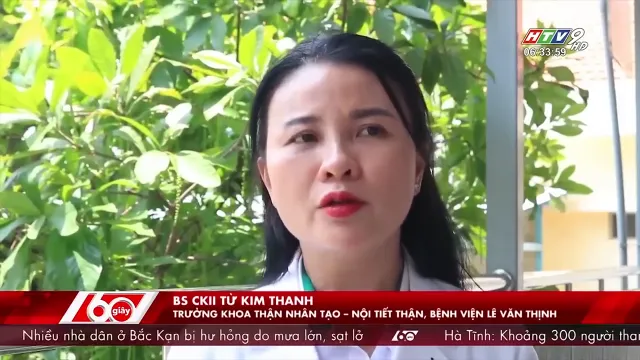 HTV9
HD
06:33:59
60
giây
BS CKII TỪ KIM THANH
TRƯỞNG KHOA THẬN NHÂN TẠO – NỘI TIẾT THẬN, BỆNH VIỆN LÊ VĂN THỊNH
Nhiều nhà dân ở Bắc Kạn bị hư hỏng do mưa lớn, sạt lở
60
Hà Tĩnh: Khoảng 300 người tha